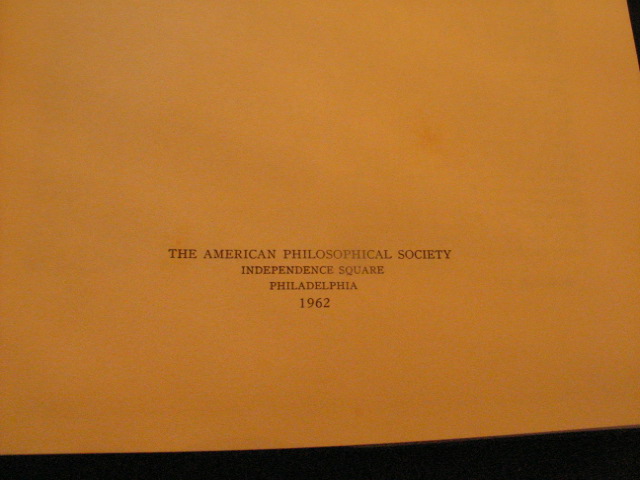 THE AMERICAN PHILOSOPHICAL SOCIETY
INDEPENDENCE SQUARE
PHILADELPHIA
1962